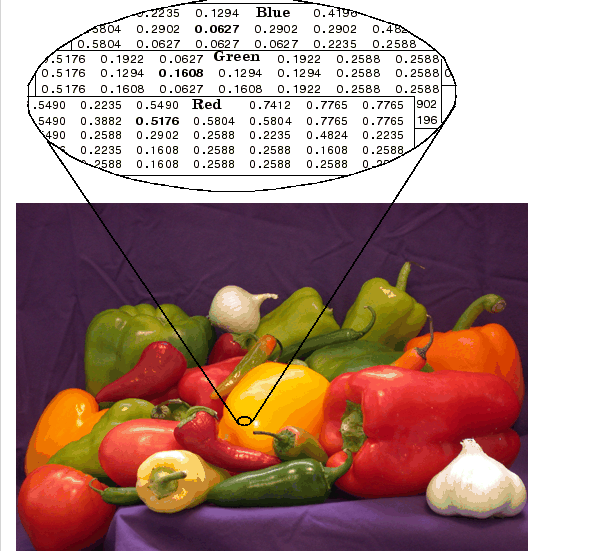 0.2235 0.1294 Blue 0.4196
5804 0.2902 0.0627 0.2902 0.2902 0.482
0.5804 0.0627 0.0627 0.0627 0.2235 0.2588
0.5176 0.1922 0.0627 Green 0.1922 0.2588 0.2588
0.5176 0.1294 0.1608 0.1294 0.1294 0.2588 0.2588 0
0.5176 0.1608 0.0627 0.1608 0.1922 0.2588 0.2588
.5490 0.2235 0.5490 Red 0.7412 0.7765 0.7765 902
5490 0.3882 0.5176 0.5804 0.5804 0.7765 0.7765 196
490 0.2588 0.2902 0.2588 0.2235 0.4824 0.2235
0.2235 0.1608 0.2588 0.2588 0.1608 0.2588
2588 0.1608 0.2588 0.2588 0.2588